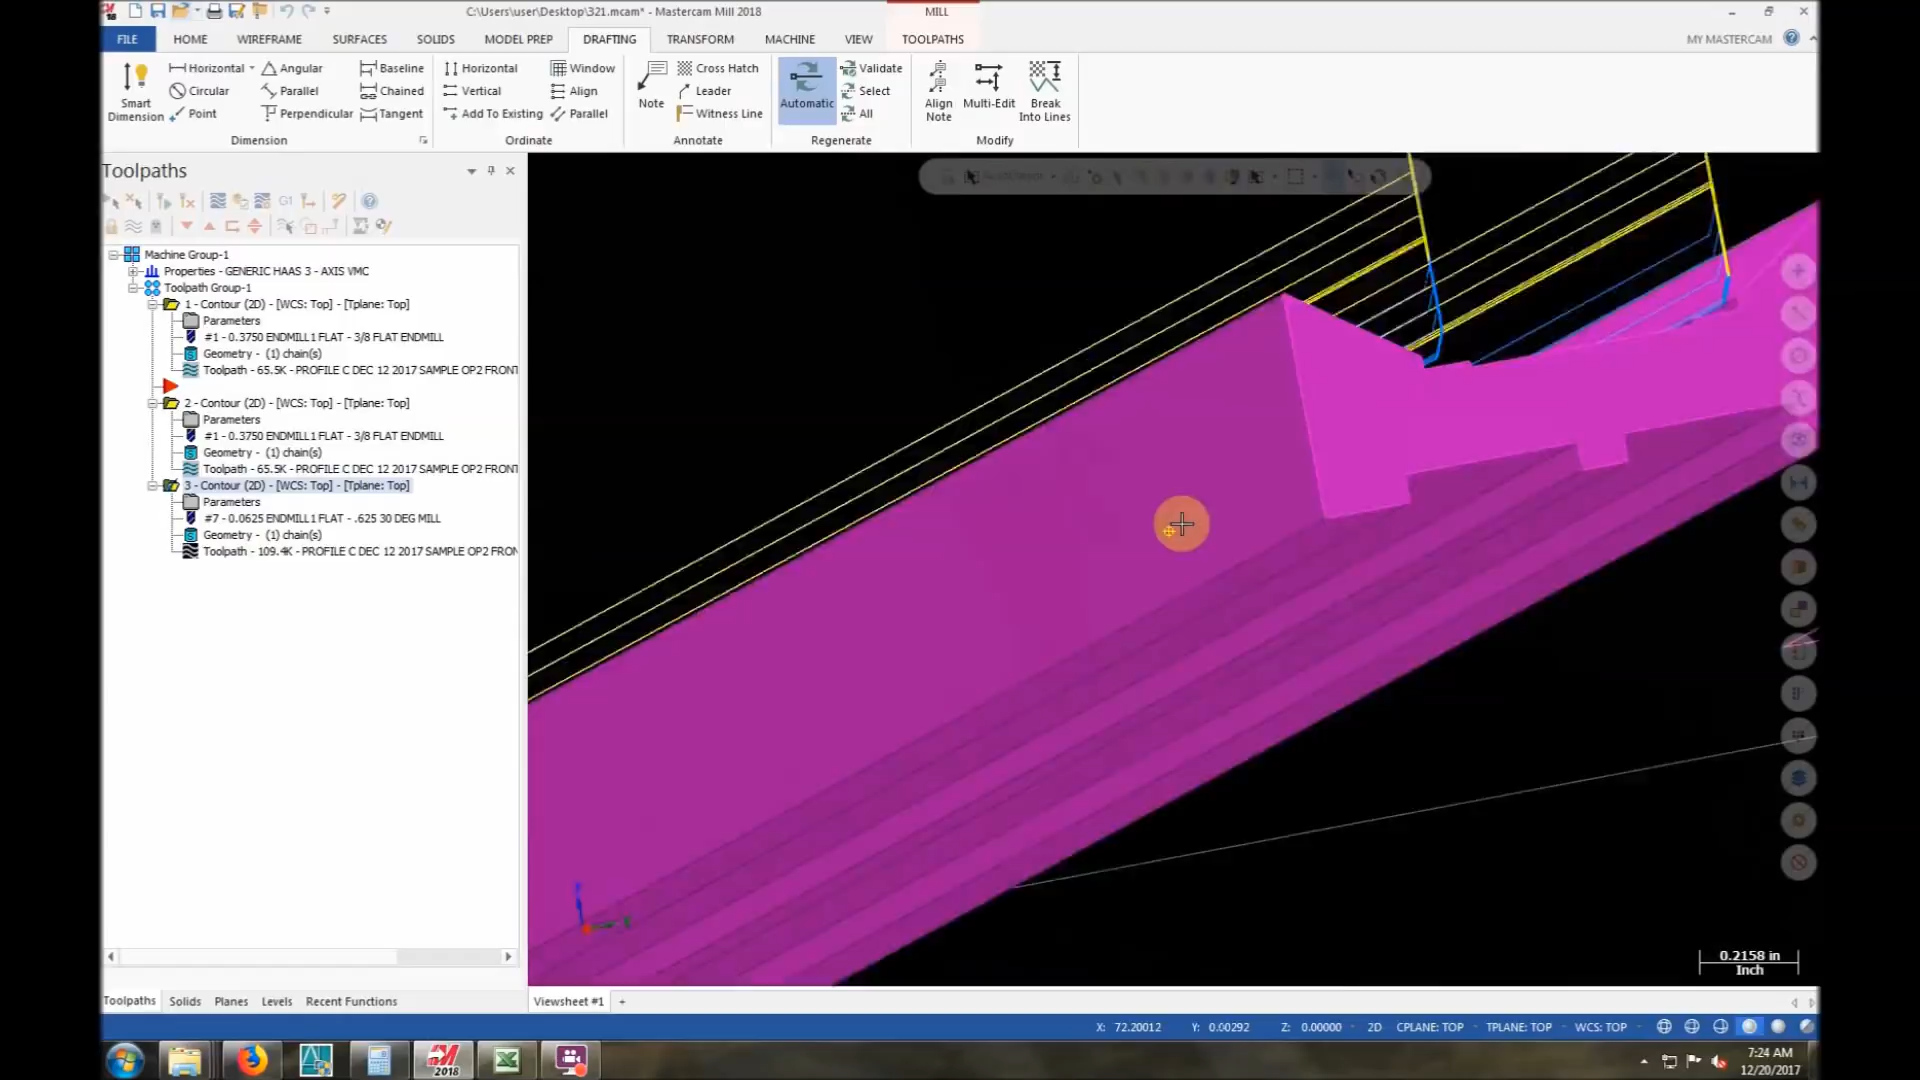 C:\Users\user\Desktop\321.mcam* - Mastercam Mill 2018
MILL
FILE HOME WIREFRAME SURFACES SOLIDS MODEL PREP DRAFTING TRANSFORM MACHINE VIEW TOOLPATHS MY MASTERCAM
Horizontal Angular Baseline Horizontal Window Cross Hatch Validate
Circular Parallel Chained Vertical Align Leader Select
Smart Dimension Note Automatic Align Note Multi-Edit Break Into Lines
Point Perpendicular Tangent Add To Existing Parallel Witness Line All
Dimension Ordinate Annotate Regenerate Modify
Toolpaths
G1
Machine Group-1
Properties - GENERIC HAAS 3 - AXIS VMC
Toolpath Group-1
1 - Contour (2D) - [WCS: Top] - [Tplane: Top]
Parameters
#1 - 0.3750 ENDMILL1 FLAT - 3/8 FLAT ENDMILL
Geometry - (1) chain(s)
Toolpath - 65.5K - PROFILE C DEC 12 2017 SAMPLE OP2 FRONT
2 - Contour (2D) - [WCS: Top] - [Tplane: Top]
Parameters
#1 - 0.3750 ENDMILL1 FLAT - 3/8 FLAT ENDMILL
Geometry - (1) chain(s)
Toolpath - 65.5K - PROFILE C DEC 12 2017 SAMPLE OP2 FRONT
3 - Contour (2D) - [WCS: Top] - [Tplane: Top]
Parameters
#7 - 0.0625 ENDMILL1 FLAT - .625 30 DEG MILL
Geometry - (1) chain(s)
Toolpath - 109.4K - PROFILE C DEC 12 2017 SAMPLE OP2 FRON
0.2158 in
Inch
Toolpaths Solids Planes Levels Recent Functions Viewsheet #1 +
X: 72.20012 Y: 0.00292 Z: 0.00000 2D CPLANE: TOP TPLANE: TOP WCS: TOP
2018
7:24 AM
12/20/2017